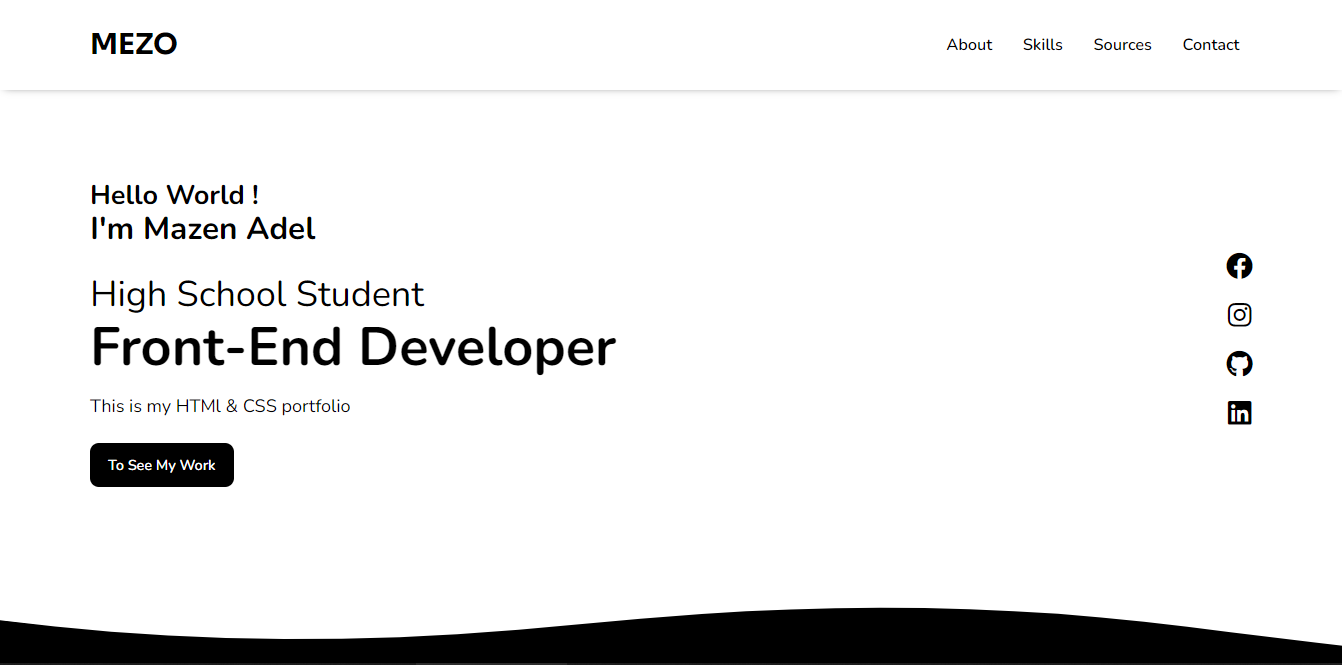 MEZO
About Skills Sources Contact
Hello World !
I'm Mazen Adel
High School Student
Front-End Developer
This is my HTMl & CSS portfolio
To See My Work